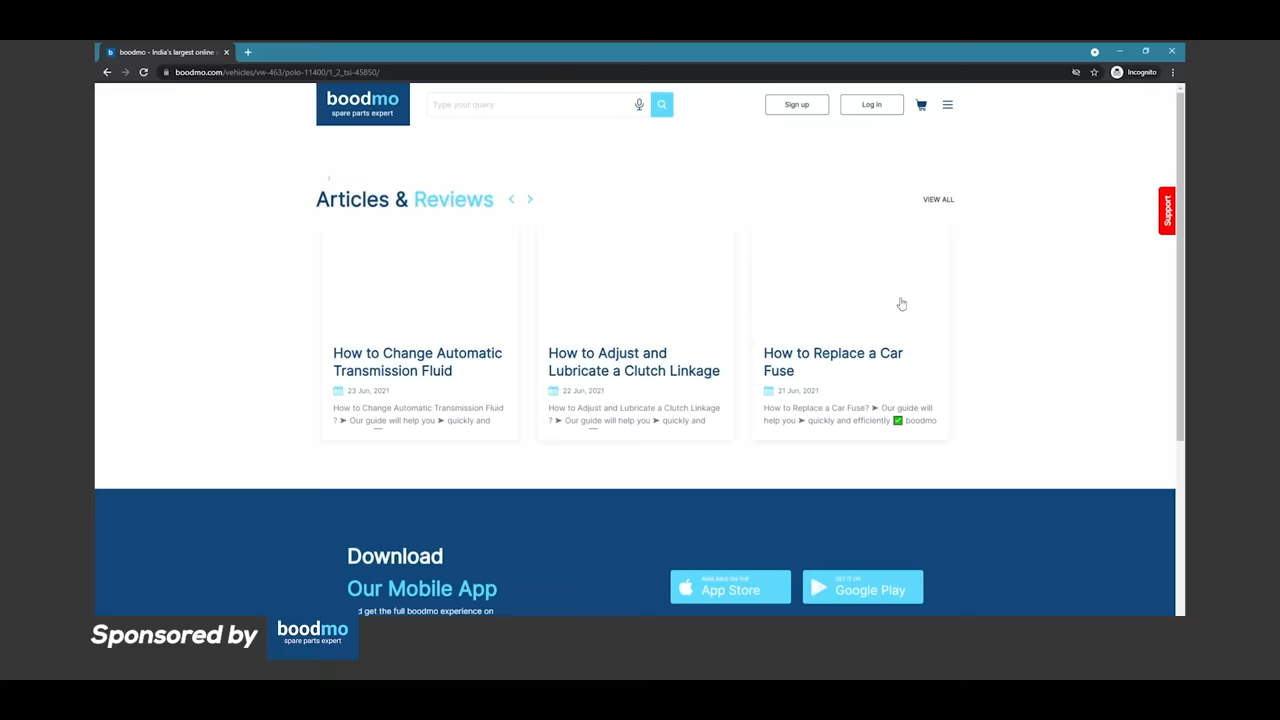 boodmo - India's largest online
boodmo.com/vehicles/vw-463/polo-11400/1_2_tsi-45850/
Incognito
boodmo
spare parts expert
Type your query
Sign up
Log in
Articles & Reviews
VIEW ALL
Support
How to Change Automatic
Transmission Fluid
23 Jun, 2021
How to Change Automatic Transmission Fluid
? ➤ Our guide will help you ➤ quickly and
How to Adjust and
Lubricate a Clutch Linkage
22 Jun, 2021
How to Adjust and Lubricate a Clutch Linkage
? ➤ Our guide will help you ➤ quickly and
How to Replace a Car
Fuse
21 Jun, 2021
How to Replace a Car Fuse? ➤ Our guide will
help you ➤ quickly and efficiently ✅ boodmo
Download
Our Mobile App
d get the full boodmo experience on
AVAILABLE ON THE
App Store
GET IT ON
Google Play
Sponsored by
boodmo
spare parts expert